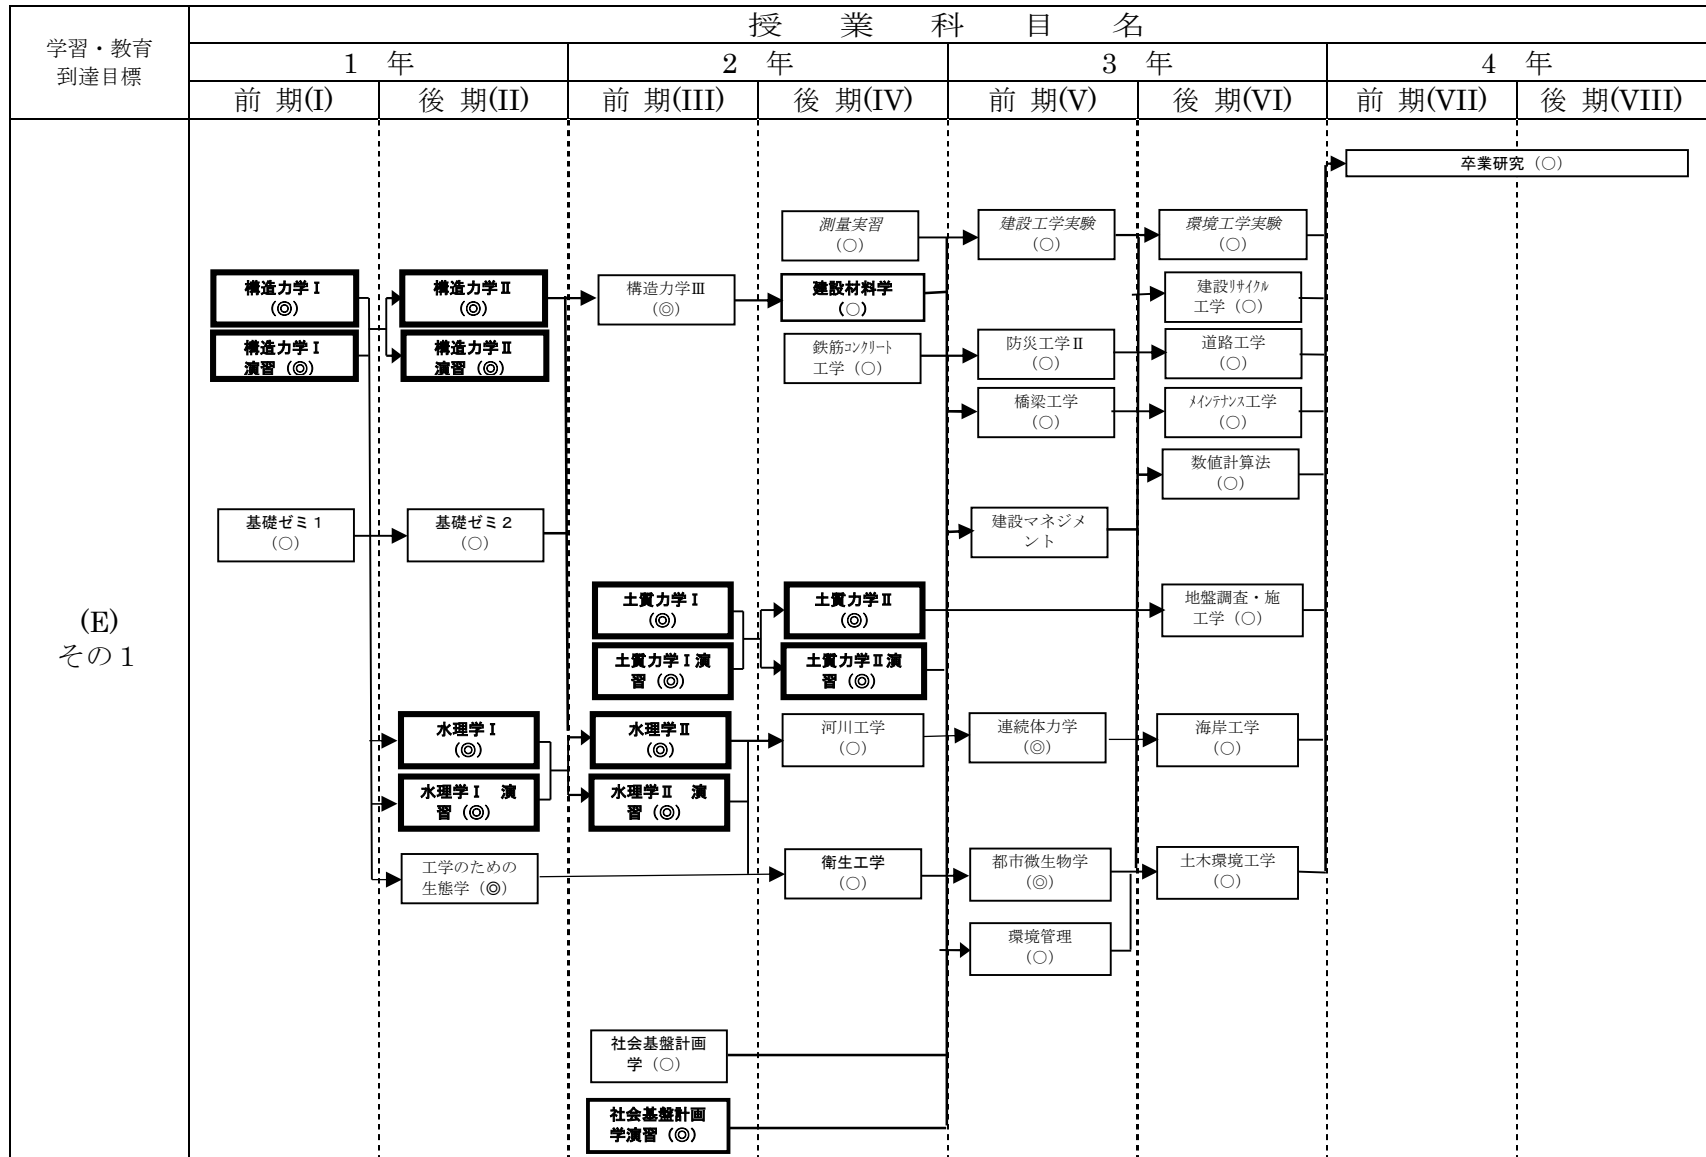 学習・教育
到達目標
授　業　科　目　名
1　年
2　年
3　年
4　年
前 期(I)
後 期(II)
前 期(III)
後 期(IV)
前 期(V)
後 期(VI)
前 期(VII)
後 期(VIII)
(E)
その１
卒業研究（○）
測量実習
（○）
建設工学実験
（○）
環境工学実験
（○）
構造力学Ⅰ
（◎）
構造力学Ⅱ
（◎）
構造力学Ⅲ
（◎）
建設材料学
（○）
建設ﾘｻｲｸﾙ
工学（○）
構造力学Ⅰ
演習（◎）
構造力学Ⅱ
演習（◎）
鉄筋ｺﾝｸﾘｰﾄ
工学（○）
防災工学Ⅱ
（○）
道路工学
（○）
橋梁工学
（○）
ﾒｲﾝﾃﾅﾝｽ工学
（○）
数値計算法
（○）
基礎ゼミ１
（○）
基礎ゼミ２
（○）
建設マネジメ
ント
土質力学Ⅰ
（◎）
土質力学Ⅱ
（◎）
地盤調査・施
工学（○）
土質力学Ⅰ演
習（◎）
土質力学Ⅱ演
習（◎）
水理学Ⅰ
（◎）
水理学Ⅱ
（◎）
河川工学
（○）
連続体力学
（◎）
海岸工学
（○）
水理学Ⅰ　演
習（◎）
水理学Ⅱ　演
習（◎）
工学のための
生態学（◎）
衛生工学
（○）
都市微生物学
（◎）
土木環境工学
（○）
環境管理
（○）
社会基盤計画
学（○）
社会基盤計画
学演習（◎）